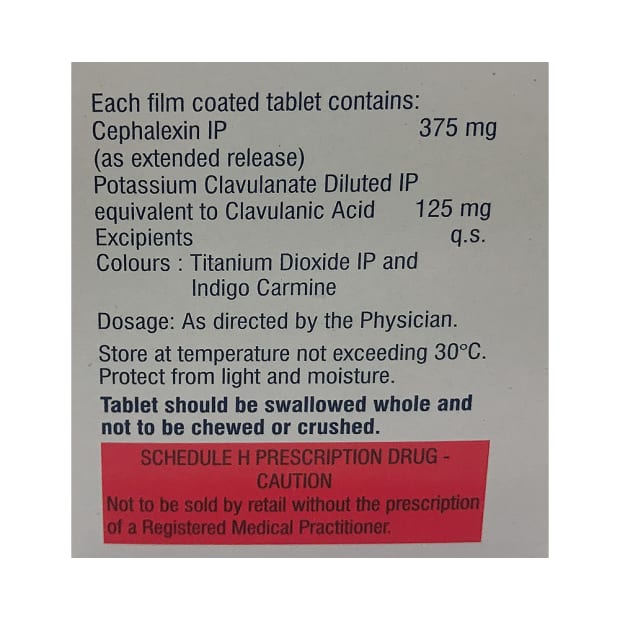 Each film coated tablet contains:
Cephalexin IP 375 mg
(as extended release)
Potassium Clavulanate Diluted IP
equivalent to Clavulanic Acid 125 mg
Excipients q.s.
Colours : Titanium Dioxide IP and
Indigo Carmine
Dosage: As directed by the Physician.
Store at temperature not exceeding 30°C.
Protect from light and moisture.
Tablet should be swallowed whole and
not to be chewed or crushed.
SCHEDULE H PRESCRIPTION DRUG -
CAUTION
Not to be sold by retail without the prescription
of a Registered Medical Practitioner.